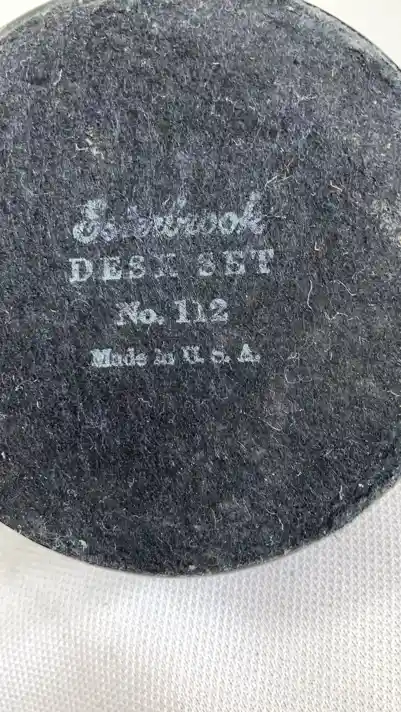 Esterbrook
DESK SET
No. 112
Made in U. S. A.